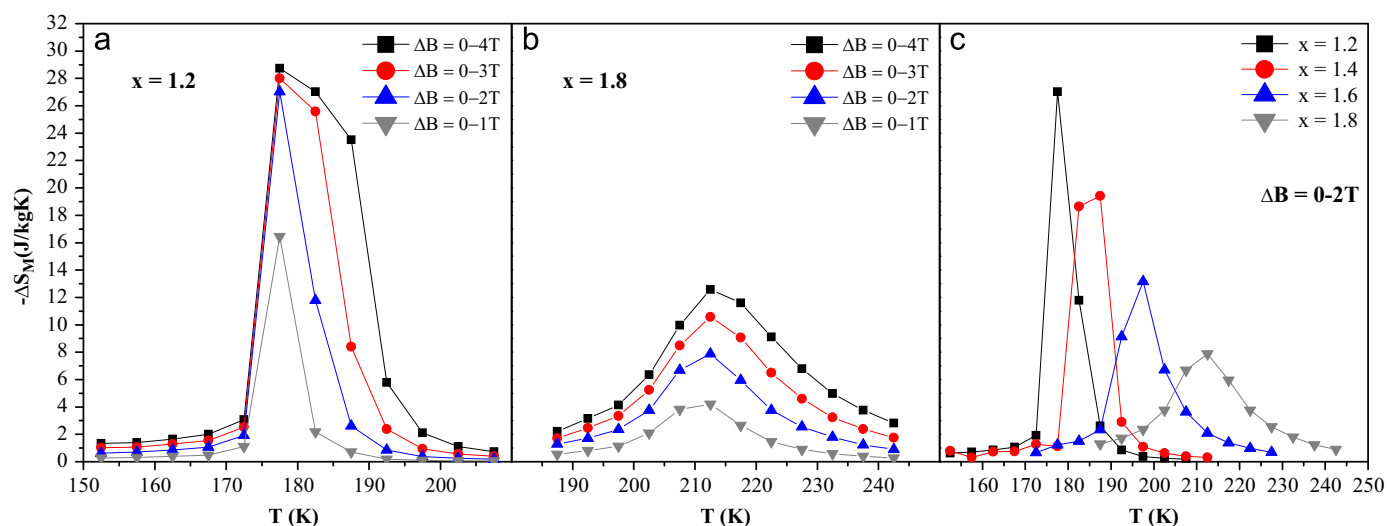 -ΔS_M(J/kgK)
32
30
28
26
24
22
20
18
16
14
12
10
8
6
4
2
0
a
x = 1.2
ΔB = 0–4T
ΔB = 0–3T
ΔB = 0–2T
ΔB = 0–1T
150 160 170 180 190 200
T (K)
b
x = 1.8
ΔB = 0–4T
ΔB = 0–3T
ΔB = 0–2T
ΔB = 0–1T
190 200 210 220 230 240
T (K)
c
x = 1.2
x = 1.4
x = 1.6
x = 1.8
ΔB = 0-2T
160 170 180 190 200 210 220 230 240 250
T (K)